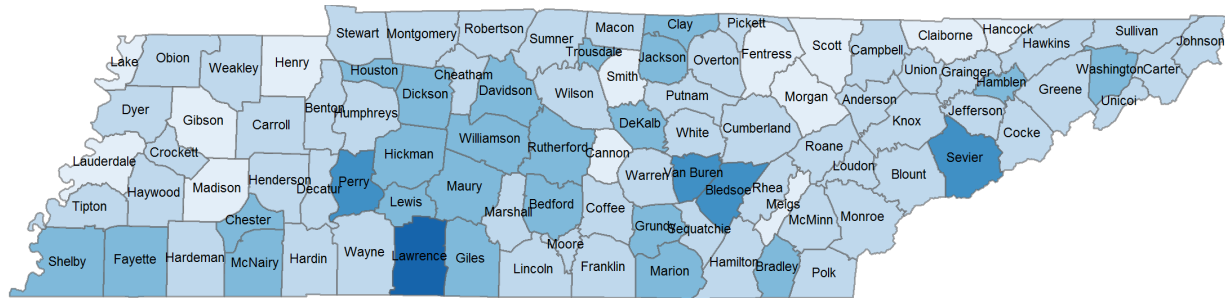 Stewart
Montgomery
Robertson
Sumner
Macon
Clay
Pickett
Scott
Campbell
Claiborne
Hancock
Hawkins
Sullivan
Johnson
Lake
Obion
Weakley
Henry
Houston
Dickson
Cheatham
Davidson
Wilson
Trousdale
Smith
Jackson
Overton
Fentress
Morgan
Anderson
Union
Grainger
Hamblen
Greene
Washington
Carter
Unicoi
Dyer
Gibson
Carroll
Benton
Humphreys
Hickman
Williamson
Rutherford
Cannon
DeKalb
Putnam
White
Cumberland
Roane
Loudon
Knox
Jefferson
Cocke
Sevier
Blount
Lauderdale
Crockett
Haywood
Madison
Henderson
Decatur
Perry
Lewis
Maury
Marshall
Bedford
Coffee
Warren
Van Buren
Bledsoe
Rhea
Meigs
McMinn
Monroe
Tipton
Chester
Grundy
Sequatchie
Moore
Shelby
Fayette
Hardeman
McNairy
Hardin
Wayne
Lawrence
Giles
Lincoln
Franklin
Marion
Hamilton
Bradley
Polk